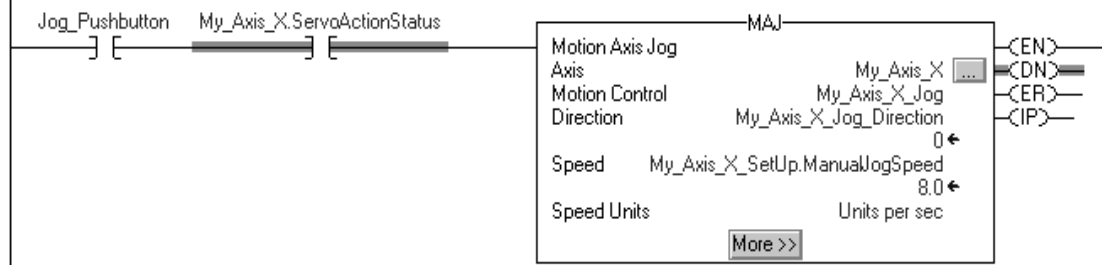 Jog_Pushbutton My_Axis_X.ServoActionStatus
MAJ
Motion Axis Jog
Axis My_Axis_X ...
Motion Control My_Axis_X_Jog
Direction My_Axis_X_Jog_Direction
0
Speed My_Axis_X_SetUp.ManualJogSpeed
8.0
Speed Units Units per sec
More >>
EN
DN
ER
IP